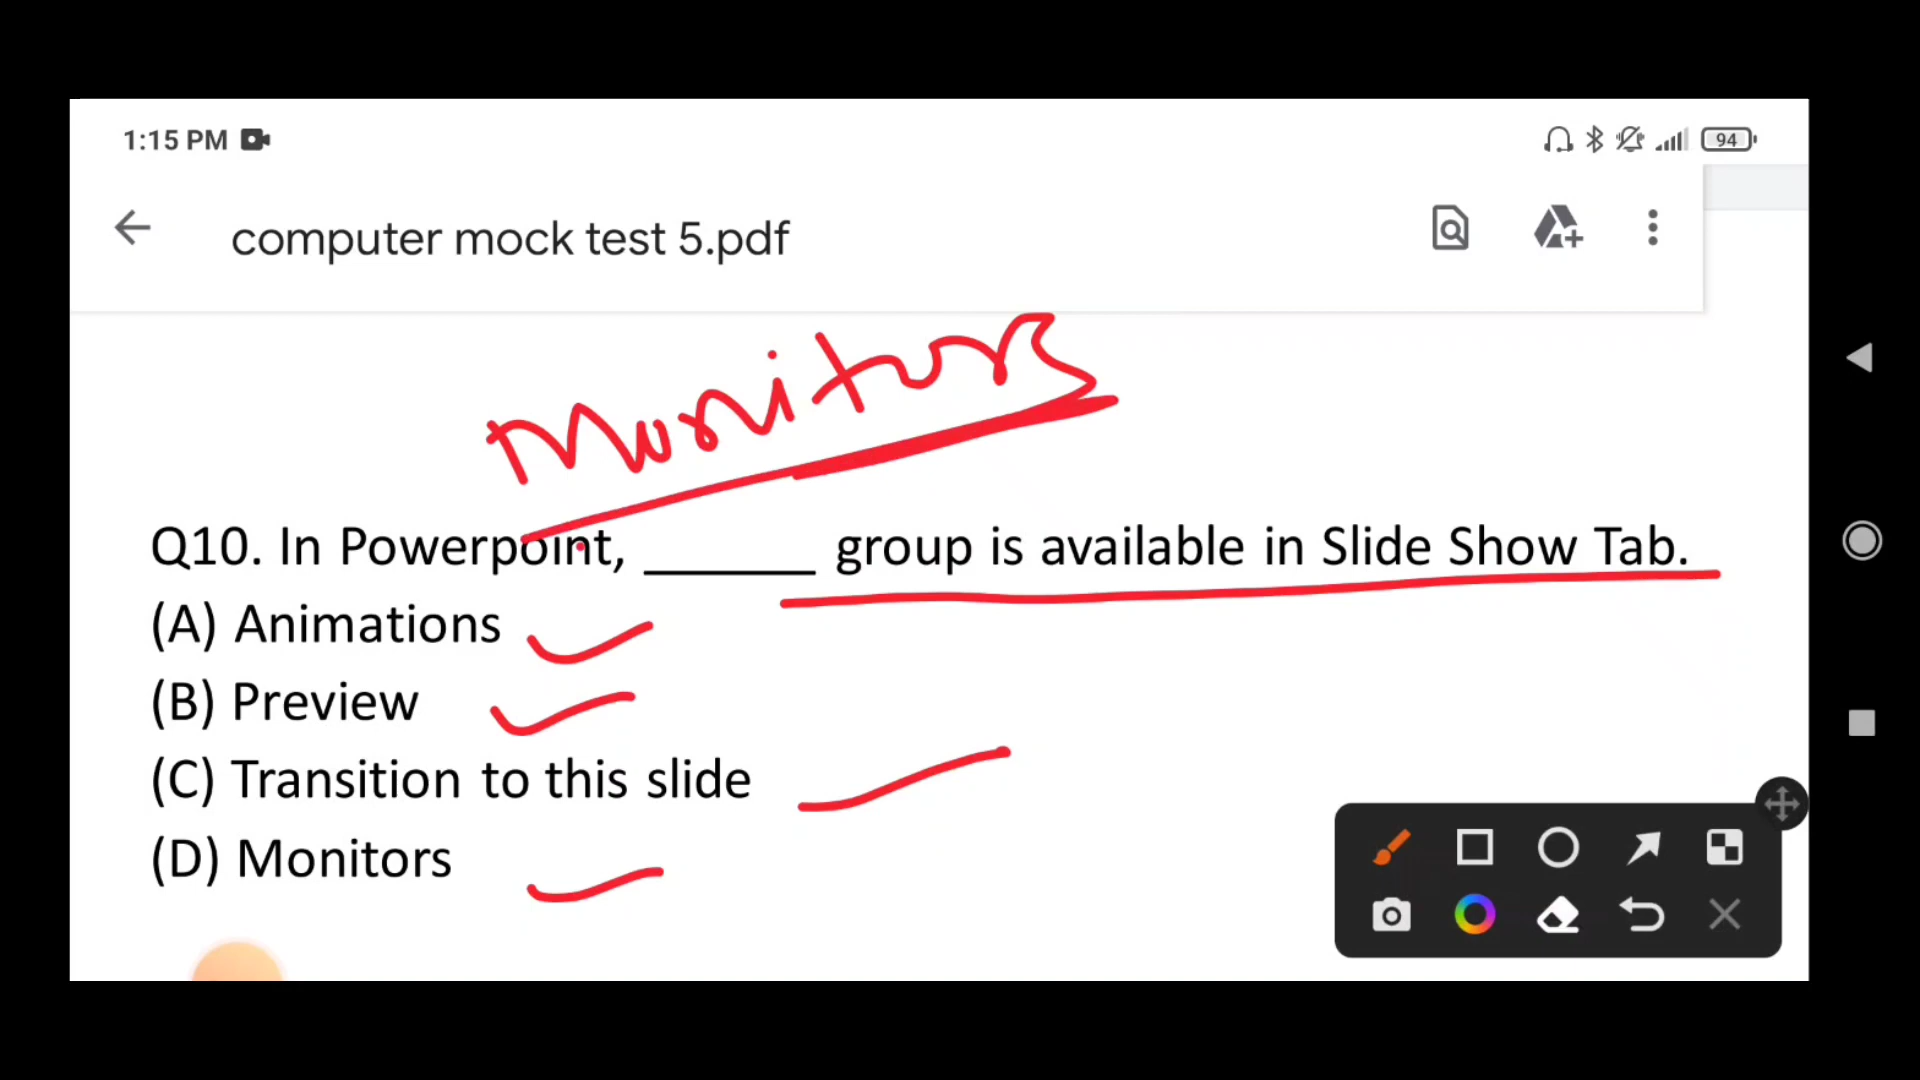 1:15 PM
94
computer mock test 5.pdf
Monitors
Q10. In Powerpoint, ______ group is available in Slide Show Tab.
(A) Animations
(B) Preview
(C) Transition to this slide
(D) Monitors